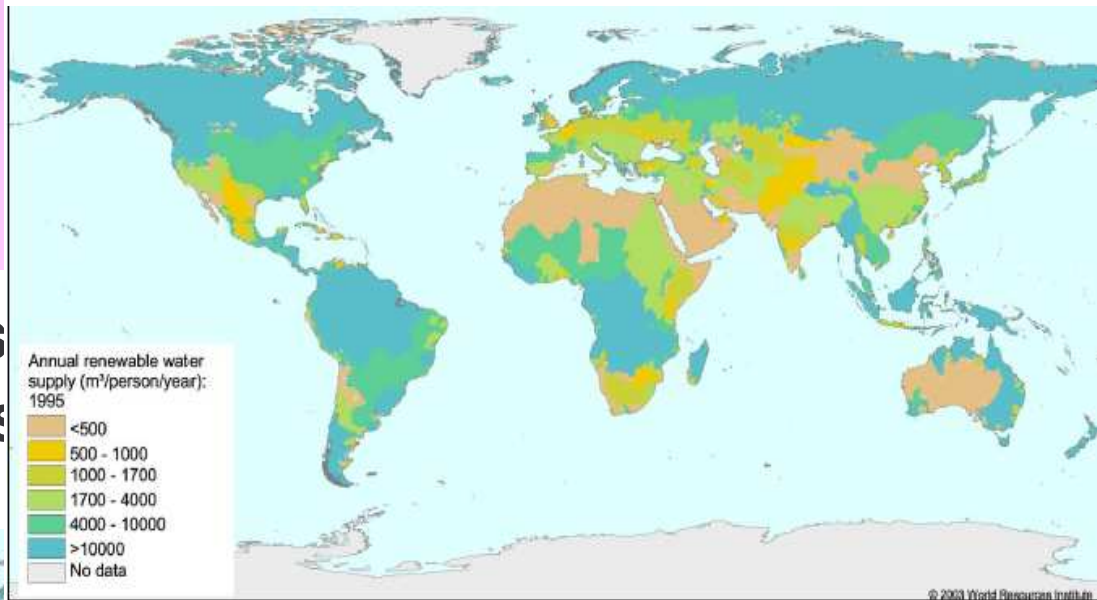 Annual renewable water
supply (m³/person/year):
1995
<500
500 - 1000
1000 - 1700
1700 - 4000
4000 - 10000
>10000
No data
© 2003 World Resources Institute